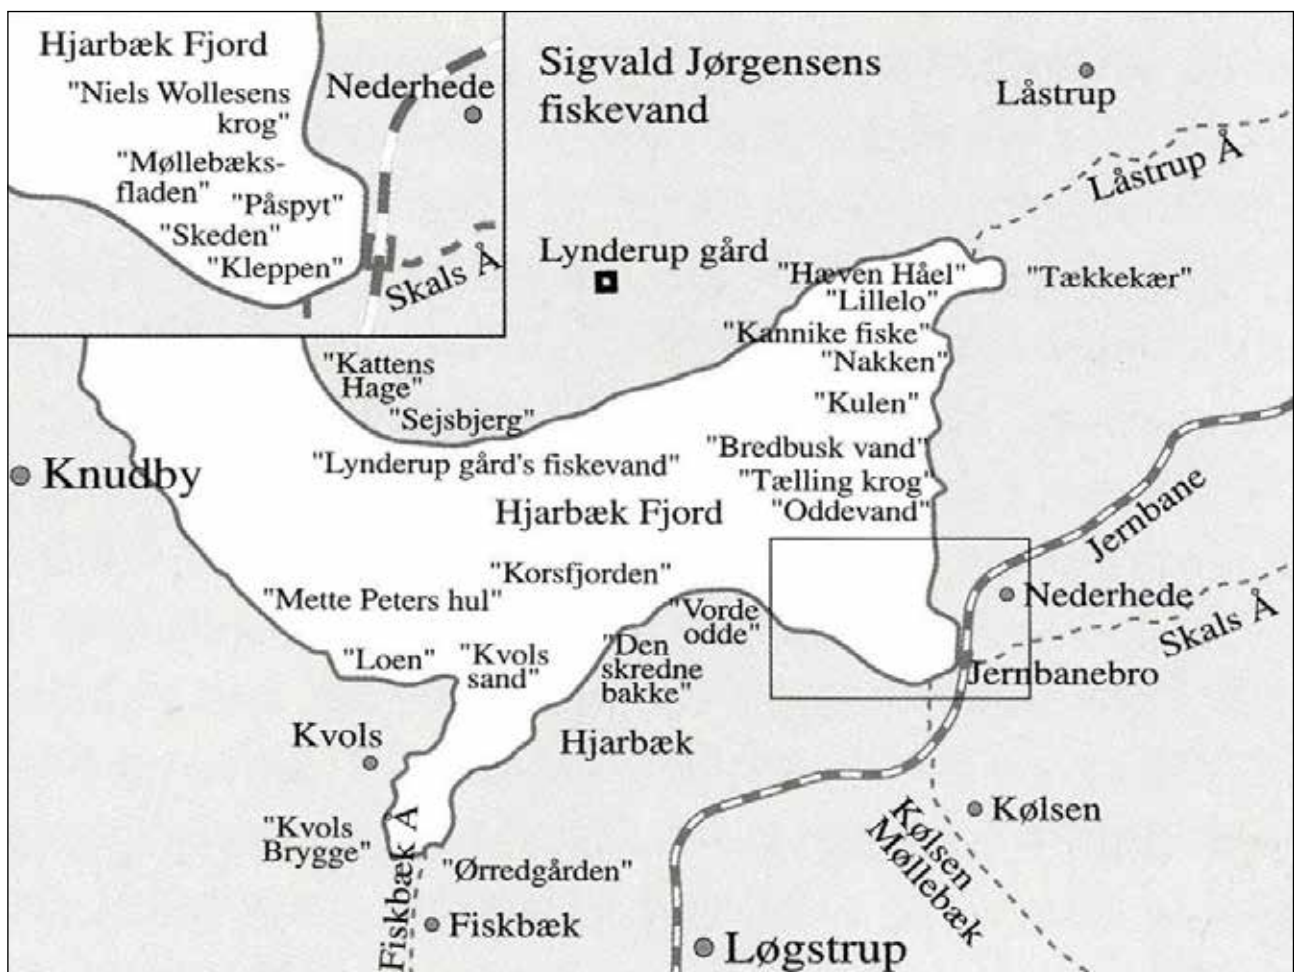 Hjarbæk Fjord
"Niels Wollesens
krog"
Nederhede
"Møllebæks-
fladen"
"Påspyt"
"Skeden"
"Kleppen"
Skals Å
Sigvald Jørgensens
fiskevand
Låstrup
Låstrup Å
Lynderup gård
"Hæven Håel"
"Tækkekær"
"Lillelo"
"Kannike fiske"
"Nakken"
"Kattens
Hage"
"Kulen"
"Sejsbjerg"
"Bredbusk vand"
"Lynderup gård's fiskevand"
Knudby
"Tælling krog"
"Oddevand"
Hjarbæk Fjord
Jernbane
"Korsfjorden"
"Mette Peters hul"
Nederhede
"Vorde
odde"
Skals Å
"Loen"
"Kvols
sand"
"Den
skredne
bakke"
Jernbanebro
Kvols
Hjarbæk
Kølsen
"Kvols
Brygge"
Fiskbæk Å
"Ørredgården"
Kølsen
Møllebæk
Fiskbæk
Løgstrup